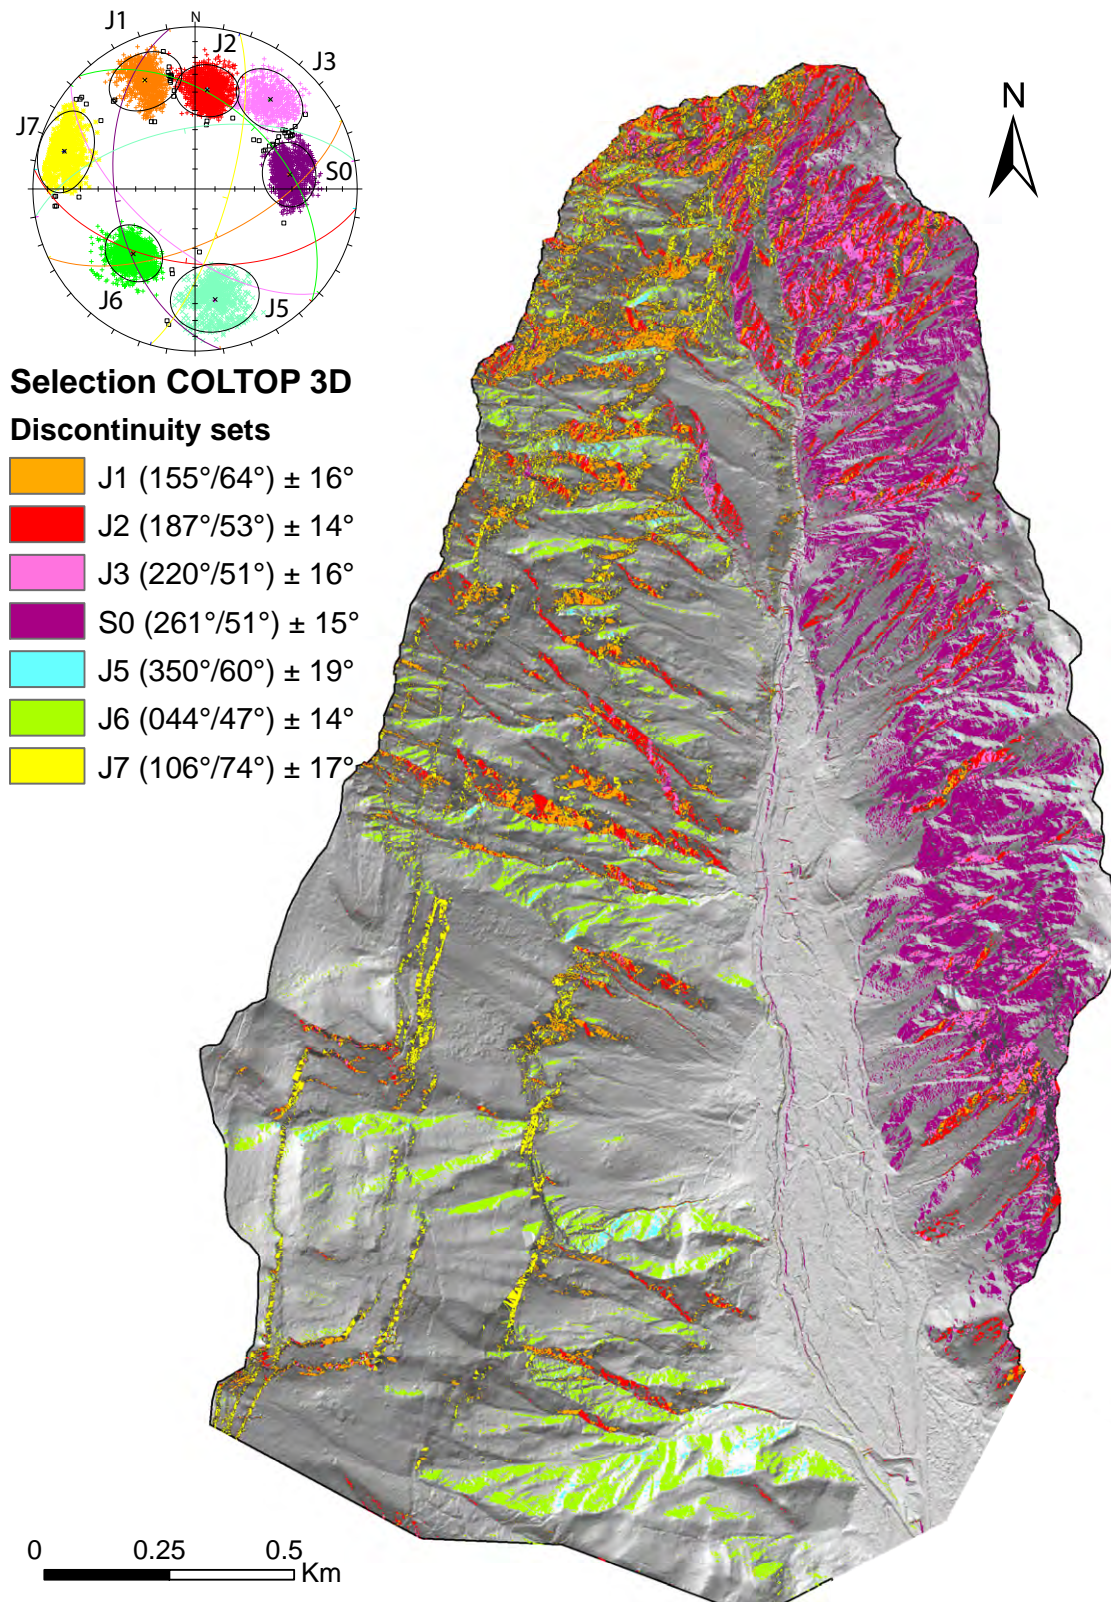 N
J1
J2
J3
J7
S0
J6
J5
Selection COLTOP 3D
Discontinuity sets
J1 (155°/64°) ± 16°
J2 (187°/53°) ± 14°
J3 (220°/51°) ± 16°
S0 (261°/51°) ± 15°
J5 (350°/60°) ± 19°
J6 (044°/47°) ± 14°
J7 (106°/74°) ± 17°
N
0 0.25 0.5
Km